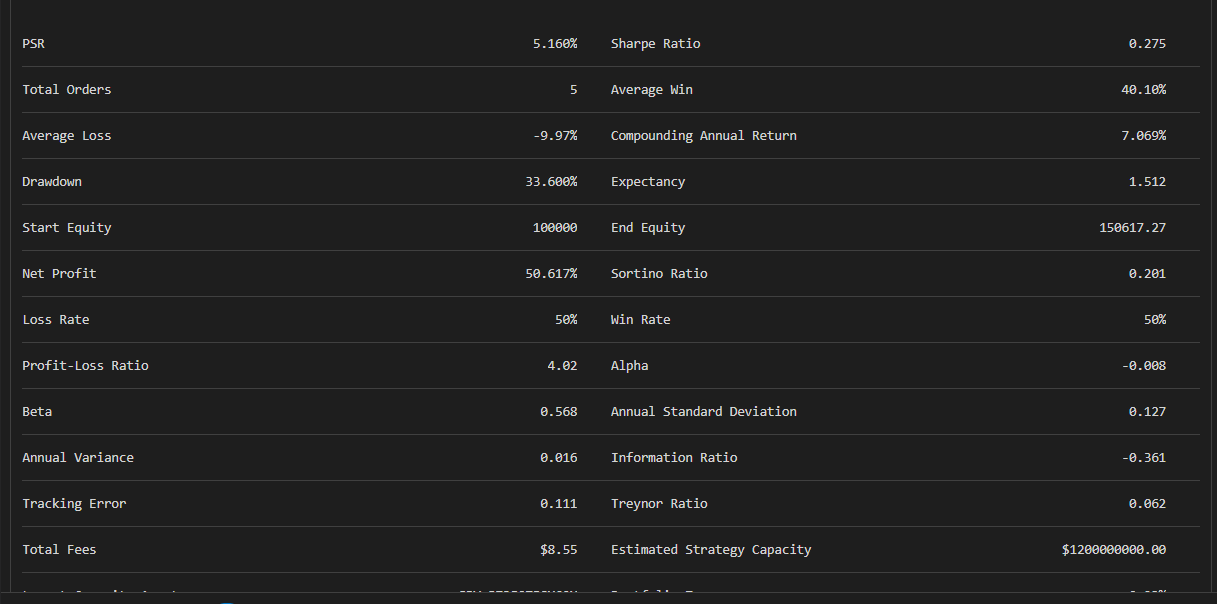 PSR 5.160% Sharpe Ratio 0.275
Total Orders 5 Average Win 40.10%
Average Loss -9.97% Compounding Annual Return 7.069%
Drawdown 33.600% Expectancy 1.512
Start Equity 100000 End Equity 150617.27
Net Profit 50.617% Sortino Ratio 0.201
Loss Rate 50% Win Rate 50%
Profit-Loss Ratio 4.02 Alpha -0.008
Beta 0.568 Annual Standard Deviation 0.127
Annual Variance 0.016 Information Ratio -0.361
Tracking Error 0.111 Treynor Ratio 0.062
Total Fees $8.55 Estimated Strategy Capacity $1200000000.00